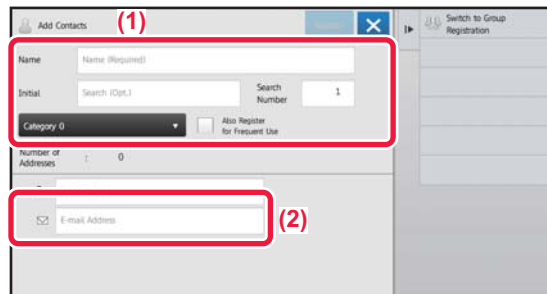 Add Contacts
(1)
Switch to Group
Registration
Name
Name (Required)
Initial
Search (Opt.)
Search
Number
1
Category 0
Also Register
for Frequent Use
Number of
Addresses
:
0
E-mail Address
(2)